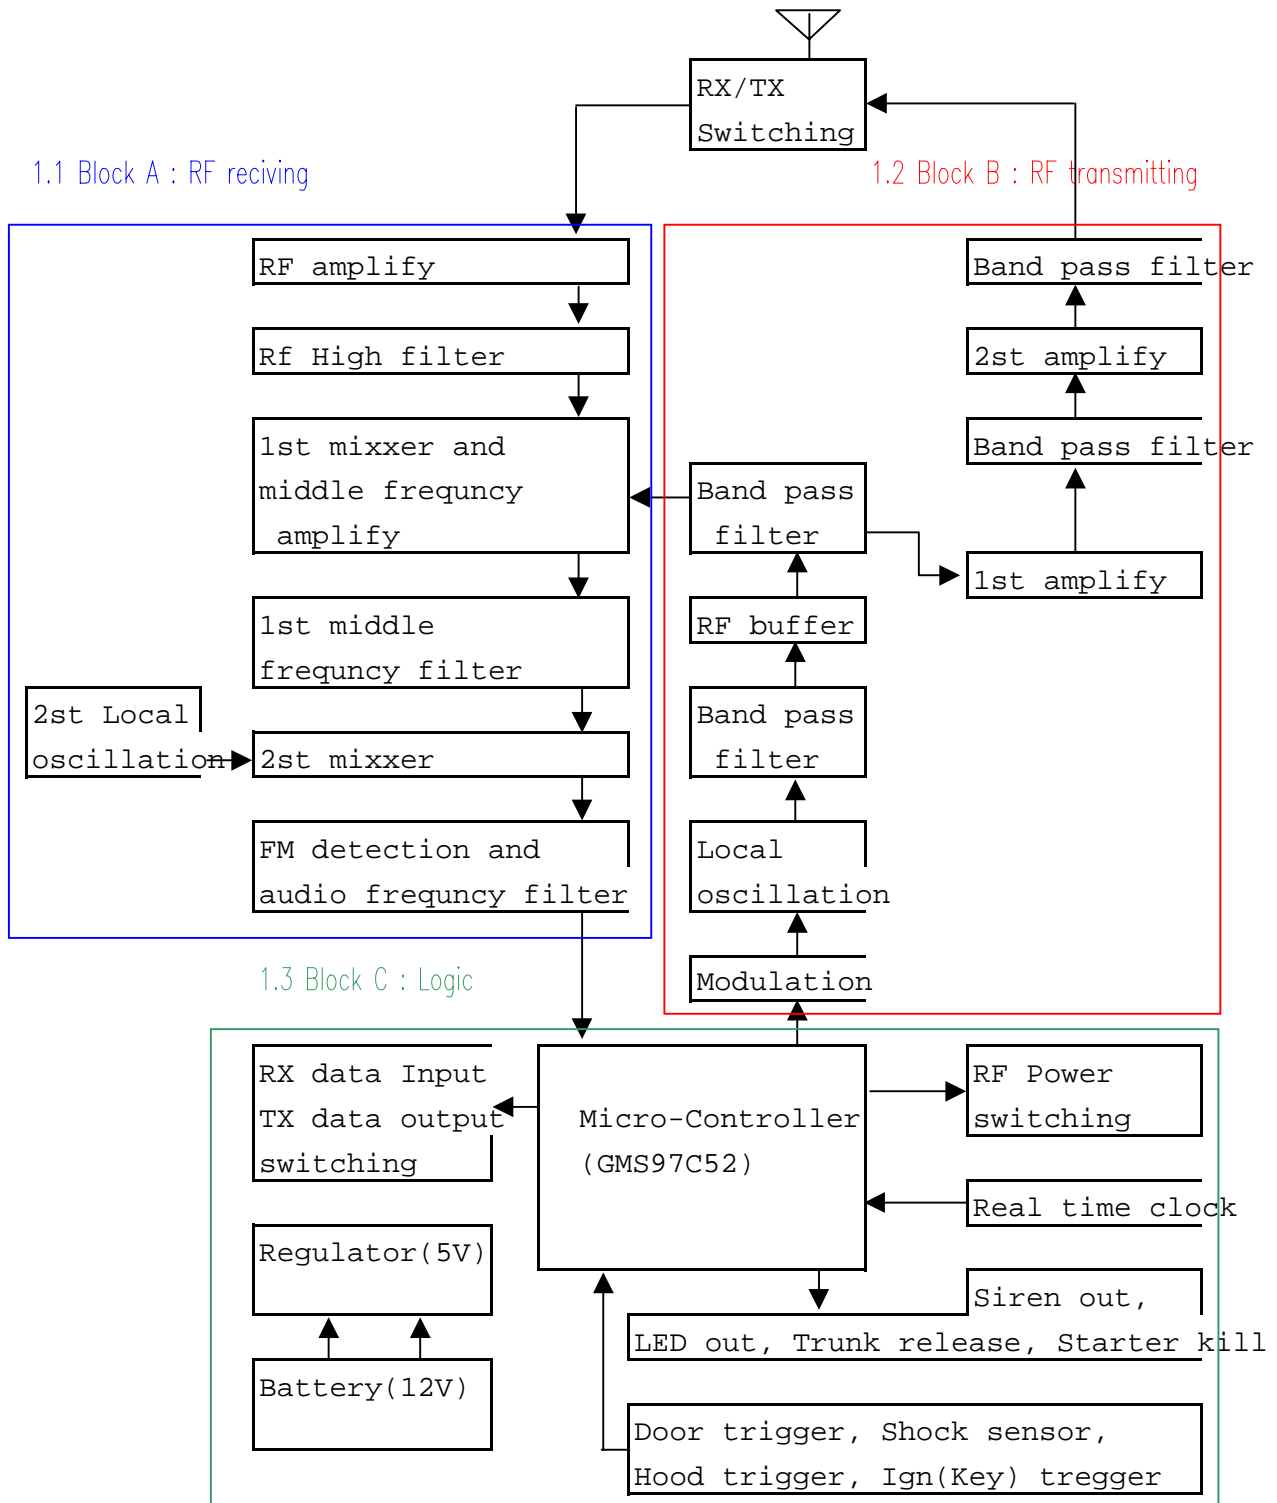 RX/TX
Switching
1.1 Block A : RF reciving
1.2 Block B : RF transmitting
RF amplify
Rf High filter
1st mixxer and
middle frequncy
amplify
1st middle
frequncy filter
2st Local
oscillation
2st mixxer
FM detection and
audio frequncy filter
Band pass filter
2st amplify
Band pass filter
1st amplify
Band pass
filter
RF buffer
Band pass
filter
Local
oscillation
Modulation
1.3 Block C : Logic
RX data Input
TX data output
switching
Micro-Controller
(GMS97C52)
RF Power
switching
Real time clock
Regulator(5V)
Battery(12V)
Siren out,
LED out, Trunk release, Starter kill
Door trigger, Shock sensor,
Hood trigger, Ign(Key) tregger